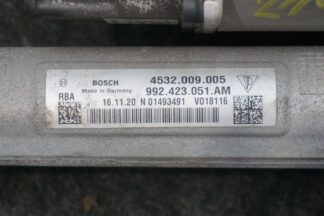 BOSCH 4532.009.005
Made in Germany 992.423.051.AM
RBA 16.11.20 N 01493491 V018116